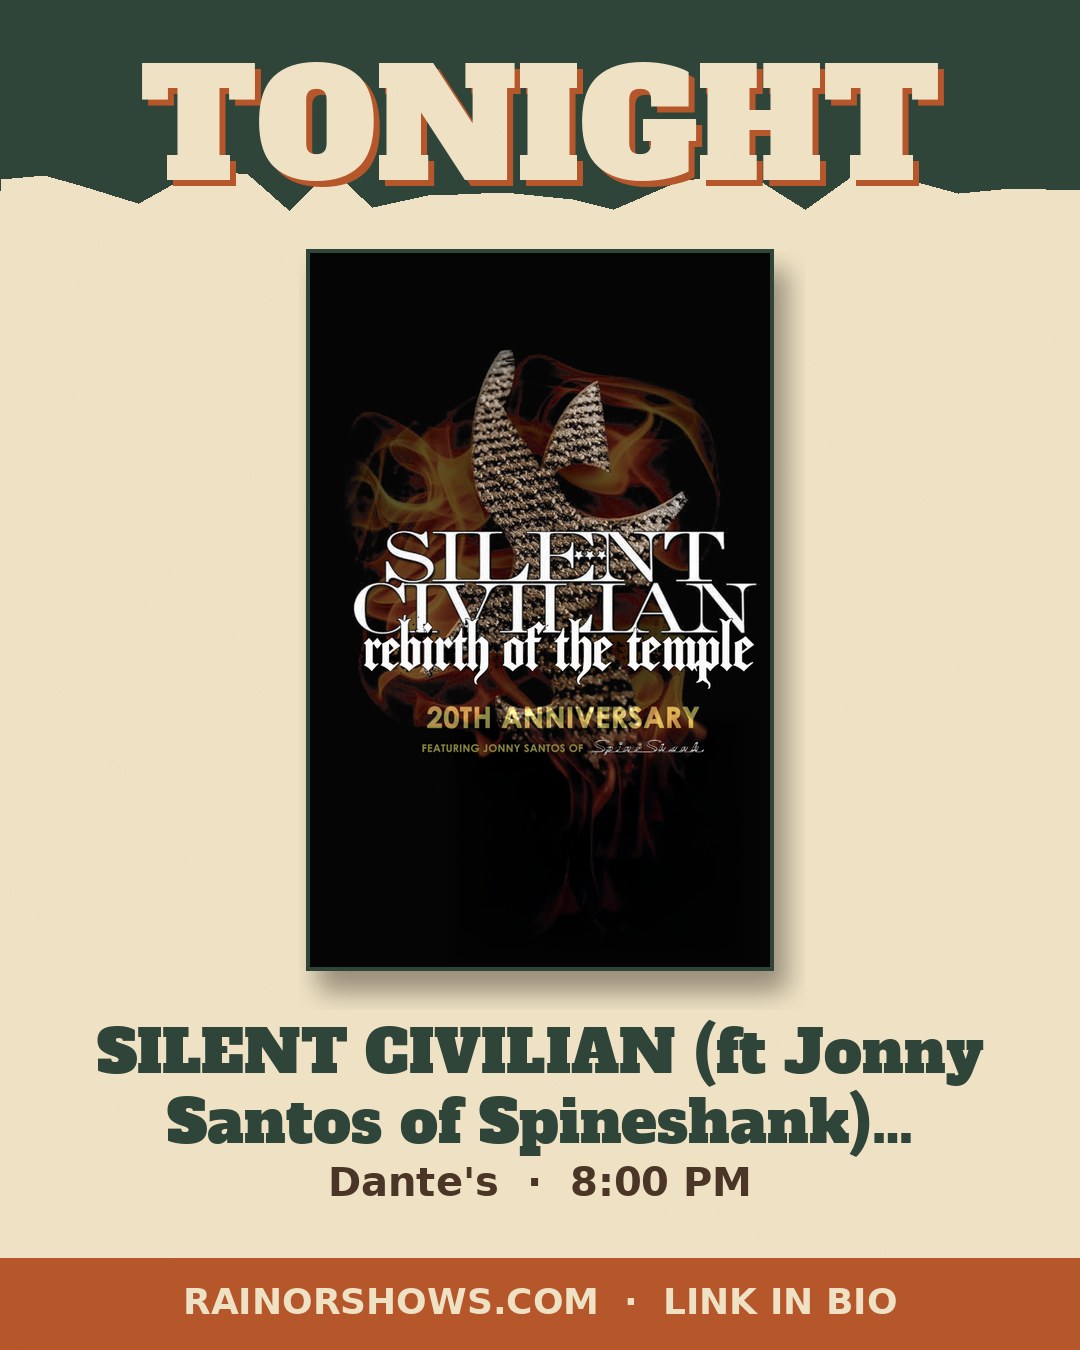 TONIGHT
SILENT
CIVILIAN
rebirth of the temple
20TH ANNIVERSARY
FEATURING JONNY SANTOS OF SpineShank
SILENT CIVILIAN (ft Jonny
Santos of Spineshank)...
Dante's · 8:00 PM
RAINORSHOWS.COM · LINK IN BIO